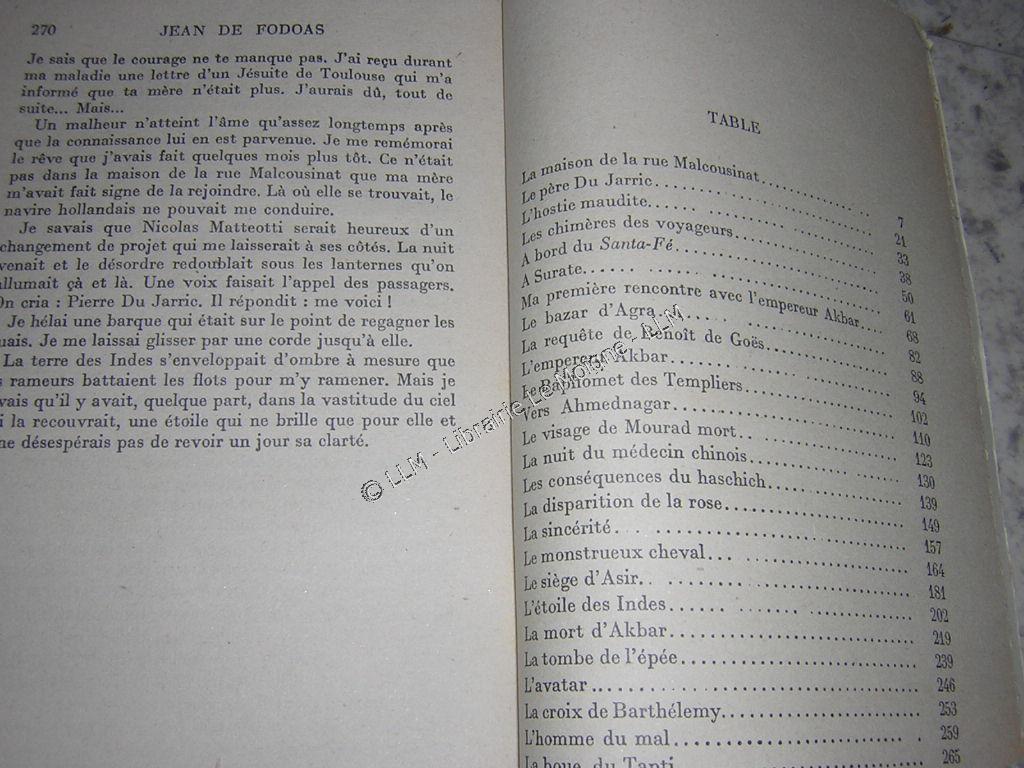 270 JEAN DE FODOAS
Je sais que le courage ne te manque pas. J'ai reçu durant
ma maladie une lettre d'un Jésuite de Toulouse qui m'a
informé que ta mère n'était plus. J'aurais dû, tout de
suite... Mais...
Un malheur n'atteint l'âme qu'assez longtemps après
que la connaissance lui en est parvenue. Je me remémorai
le rêve que j'avais fait quelques mois plus tôt. Ce n'était
pas dans la maison de la rue Malcousinat que ma mère
m'avait fait signe de la rejoindre. Là où elle se trouvait, le
navire hollandais ne pouvait me conduire.
Je savais que Nicolas Matteotti serait heureux d'un
changement de projet qui me laisserait à ses côtés. La nuit
venait et le désordre redoublait sous les lanternes qu'on
allumait çà et là. Une voix faisait l'appel des passagers.
On cria : Pierre Du Jarric. Il répondit : me voici !
Je hélai une barque qui était sur le point de regagner les
uais. Je me laissai glisser par une corde jusqu'à elle.
La terre des Indes s'enveloppait d'ombre à mesure que
s rameurs battaient les flots pour m'y ramener. Mais je
vais qu'il y avait, quelque part, dans la vastitude du ciel
i la recouvrait, une étoile qui ne brille que pour elle et
ne désespérais pas de revoir un jour sa clarté.
TABLE
La maison de la rue Malcousinat 7
Le père Du Jarric 21
L'hostie maudite 33
Les chimères des voyageurs 38
A bord du Santa-Fé 50
A Surate 61
Ma première rencontre avec l'empereur Akbar 68
Le bazar d'Agra 82
La requête de Benoît de Goës 88
L'empereur Akbar 94
Le Baphomet des Templiers 102
Vers Ahmednagar 110
Le visage de Mourad mort 123
La nuit du médecin chinois 130
Les conséquences du haschich 139
La disparition de la rose 149
La sincérité 157
Le monstrueux cheval 164
Le siège d'Asir 181
L'étoile des Indes 202
La mort d'Akbar 219
La tombe de l'épée 239
L'avatar 246
La croix de Barthélemy 253
L'homme du mal 259
La boue du Tapti 265
© LLM - Librairie Le Moigne - LLM